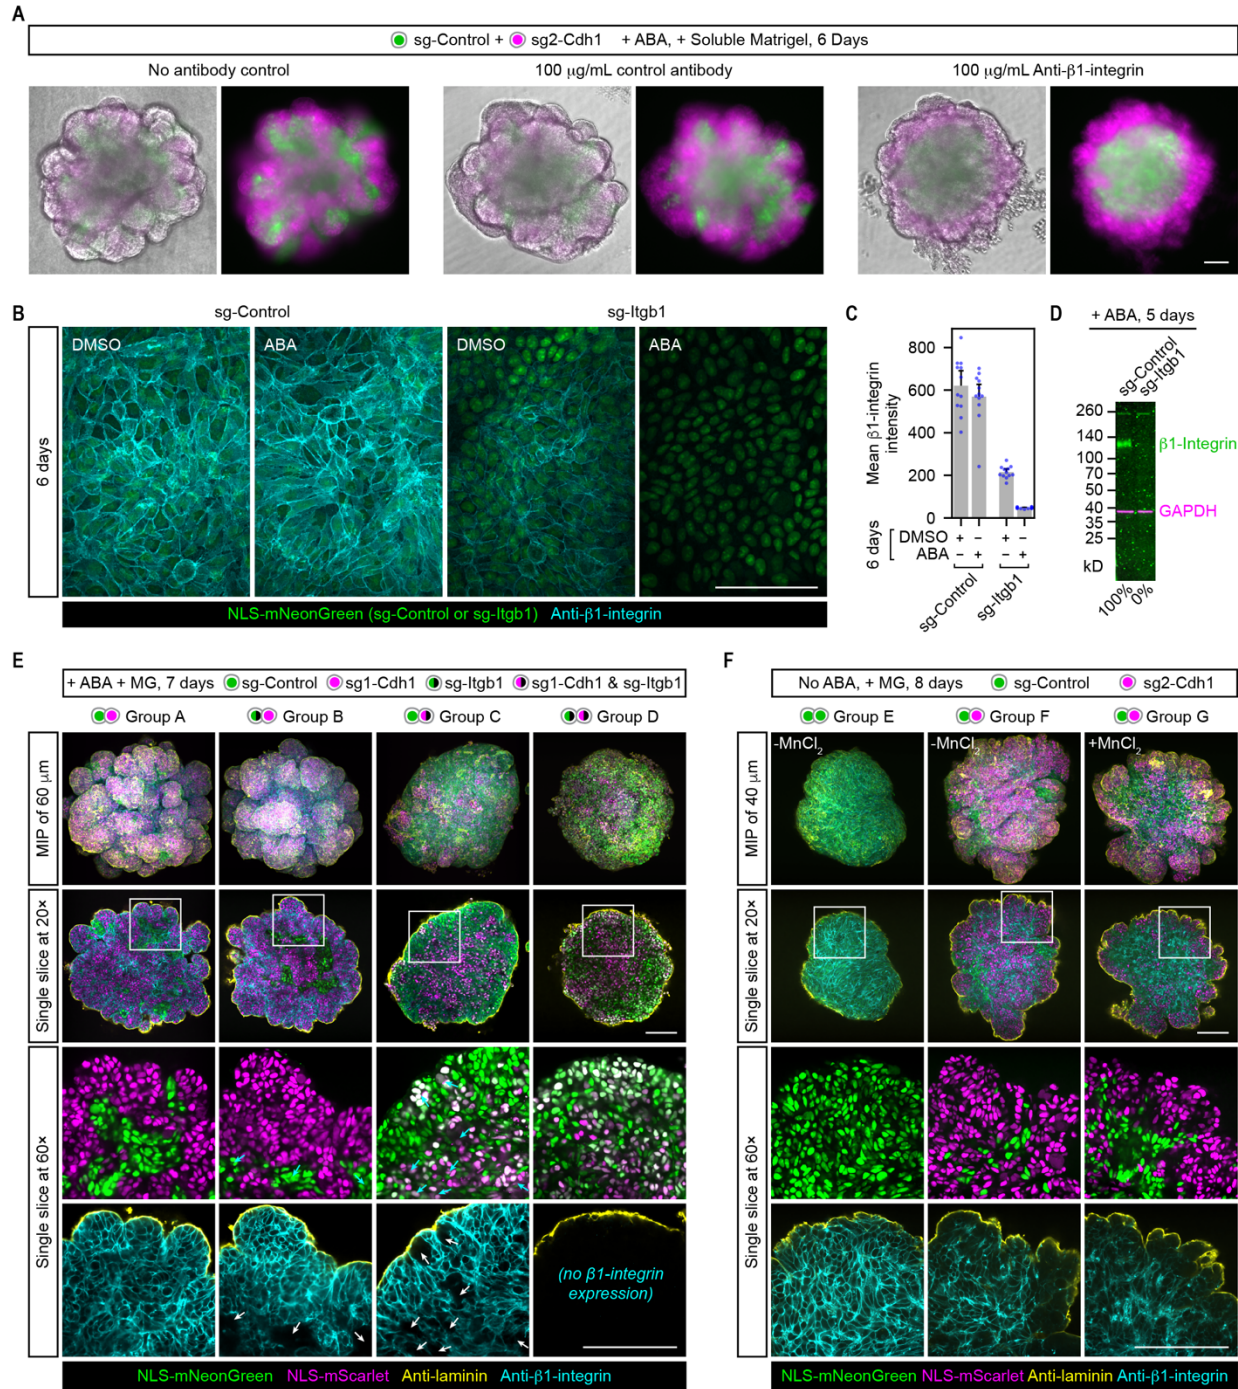 A
sg-Control + sg2-Cdh1 + ABA, + Soluble Matrigel, 6 Days
No antibody control
100 µg/mL control antibody
100 µg/mL Anti-β1-integrin
B
sg-Control
sg-Itgb1
6 days
DMSO
ABA
DMSO
ABA
NLS-mNeonGreen (sg-Control or sg-Itgb1) Anti-β1-integrin
C
Mean β1-integrin
intensity
800
600
400
200
0
6 days
DMSO + − + −
ABA − + − +
sg-Control
sg-Itgb1
D
+ ABA, 5 days
sg-Control
sg-Itgb1
260
140
100
70
50
40
35
25
kD
β1-Integrin
GAPDH
100%
0%
E
+ ABA + MG, 7 days sg-Control sg1-Cdh1 sg-Itgb1 sg1-Cdh1 & sg-Itgb1
Group A
Group B
Group C
Group D
MIP of 60 µm
Single slice at 20×
Single slice at 60×
(no β1-integrin
expression)
NLS-mNeonGreen NLS-mScarlet Anti-laminin Anti-β1-integrin
F
No ABA, + MG, 8 days sg-Control sg2-Cdh1
Group E
Group F
Group G
MIP of 40 µm
-MnCl2
-MnCl2
+MnCl2
Single slice at 20×
Single slice at 60×
NLS-mNeonGreen NLS-mScarlet Anti-laminin Anti-β1-integrin